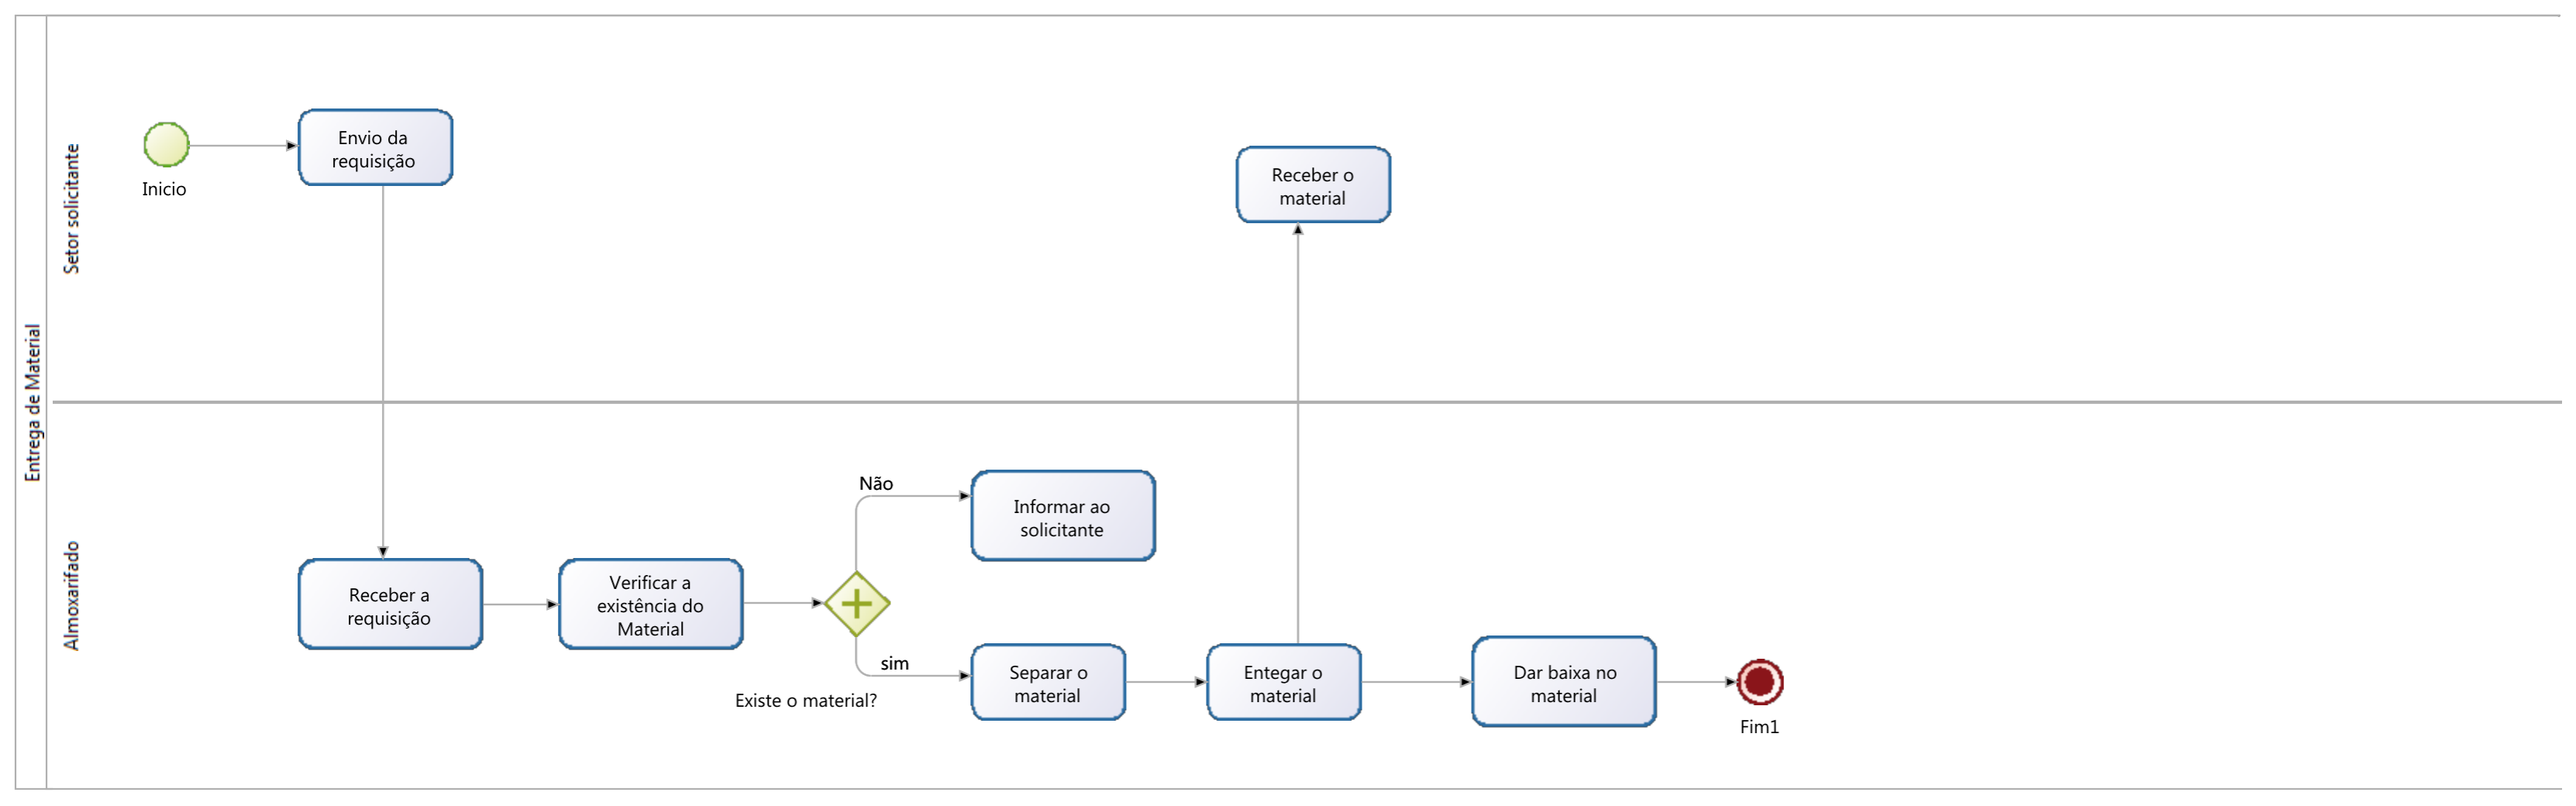 Entrega de Material
Setor solicitante
Inicio
Envio da
requisição
Receber o
material
Almoxarifado
Receber a
requisição
Verificar a
existência do
Material
Existe o material?
Não
Informar ao
solicitante
sim
Separar o
material
Entegar o
material
Dar baixa no
material
Fim1